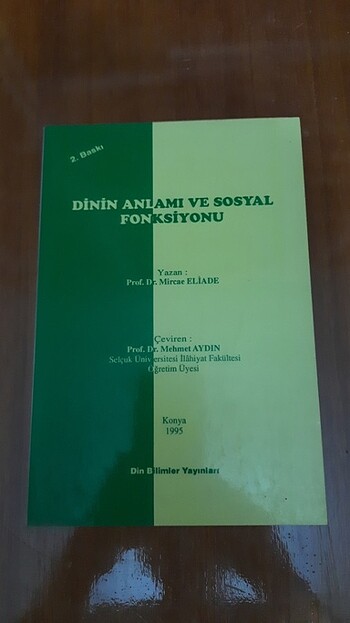 2. Baskı
DİNİN ANLAMI VE SOSYAL
FONKSİYONU
Yazan :
Prof. Dr. Mircae ELİADE
Çeviren :
Prof. Dr. Mehmet AYDIN
Selçuk Üniversitesi İlâhiyat Fakültesi
Öğretim Üyesi
Konya
1995
Din Bilimler Yayınları